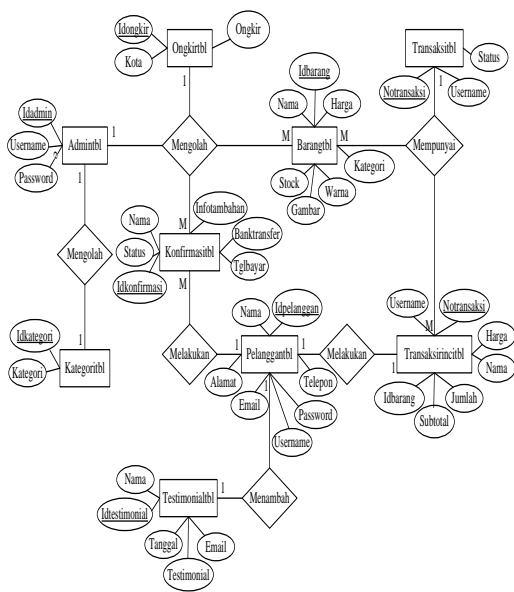 Idongkir
Ongkirtbl
Ongkir
Kota
Transaksitbl
Status
Notransaksi
Username
1
1
Idbarang
Nama
Harga
Idadmin
Admintbl
1
Mengolah
M
Barangtbl
M
Mempunyai
Username
Password
1
Kategori
Stock
Warna
Gambar
Infotambahan
Nama
M
Banktransfer
Mengolah
Status
Konfirmasitbl
Idkonfirmasi
Tglbayar
M
Idkategori
1
Kategori
Kategoritbl
Nama
Idpelanggan
Username
Notransaksi
M
Harga
Melakukan
1
Pelanggantbl
1
Melakukan
1
Transaksirincitbl
Nama
Alamat
Telepon
Idbarang
Jumlah
Email
1
Password
Subtotal
Username
Nama
Testimonialtbl
1
Menambah
Idtestimonial
Tanggal
Email
Testimonial